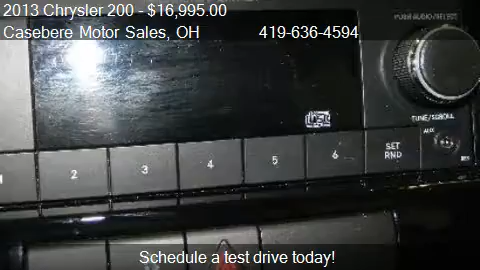 2013 Chrysler 200 - $16,995.00
Casebere Motor Sales, OH 419-636-4594
PUSH AUDIO/SELECT
TUNE/SCROLL
AUX
1 2 3 4 5 6 SET RND
Schedule a test drive today!